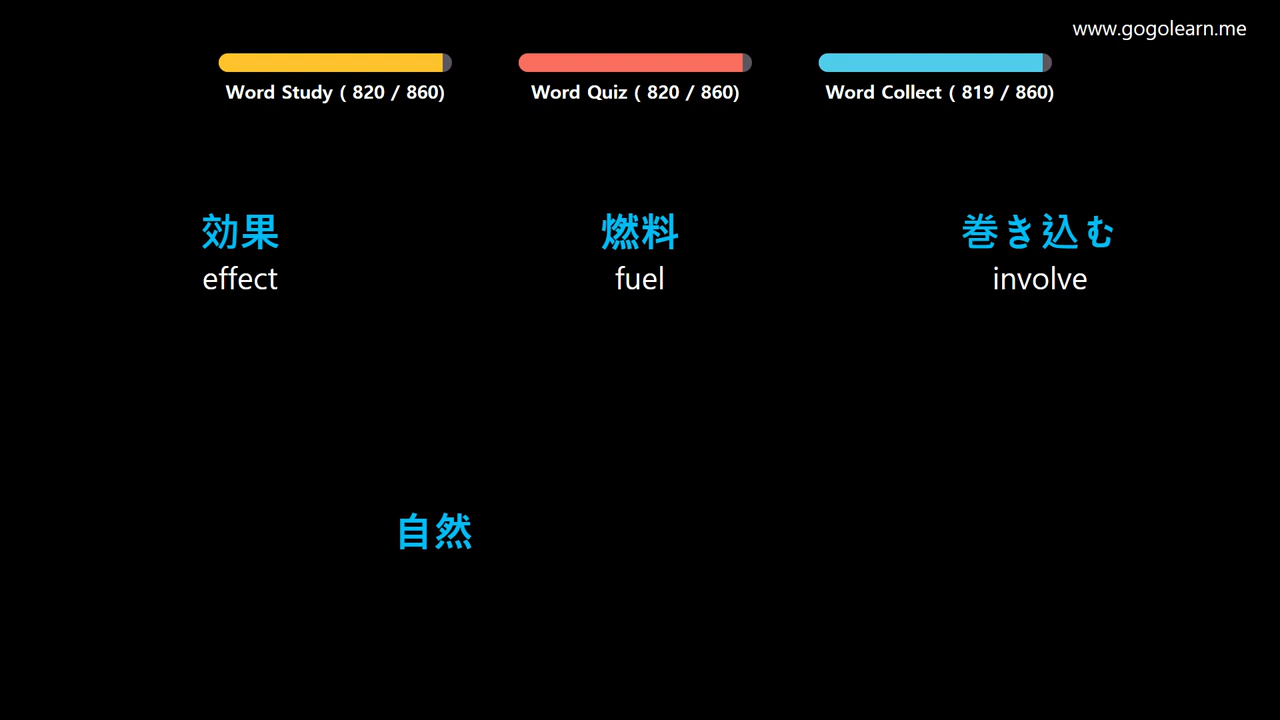 www.gogolearn.me
Word Study ( 820 / 860)
Word Quiz ( 820 / 860)
Word Collect ( 819 / 860)
効果
effect
燃料
fuel
巻き込む
involve
自然